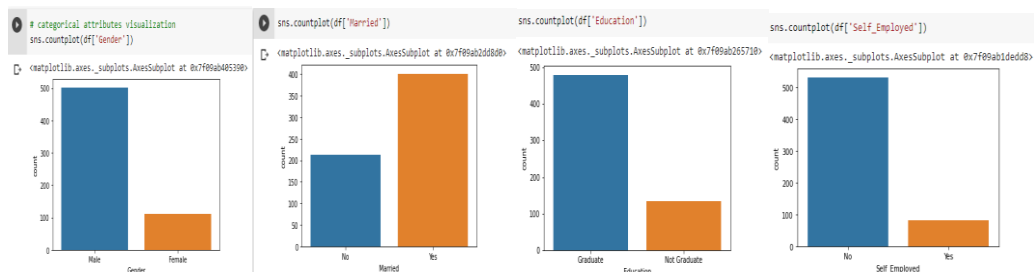 # categorical attributes visualization
sns.countplot(df['Gender'])
<matplotlib.axes._subplots.AxesSubplot at 0x7f09ab405390>
500
400
300
200
100
0
count
Male Female
Gender
sns.countplot(df['Married'])
<matplotlib.axes._subplots.AxesSubplot at 0x7f09ab2dd8d0>
400
350
300
250
200
150
100
50
0
count
No Yes
Married
sns.countplot(df['Education'])
<matplotlib.axes._subplots.AxesSubplot at 0x7f09ab265710>
500
400
300
200
100
0
count
Graduate Not Graduate
Education
sns.countplot(df['Self_Employed'])
<matplotlib.axes._subplots.AxesSubplot at 0x7f09ab1dedd8>
500
400
300
200
100
0
count
No Yes
Self_Employed